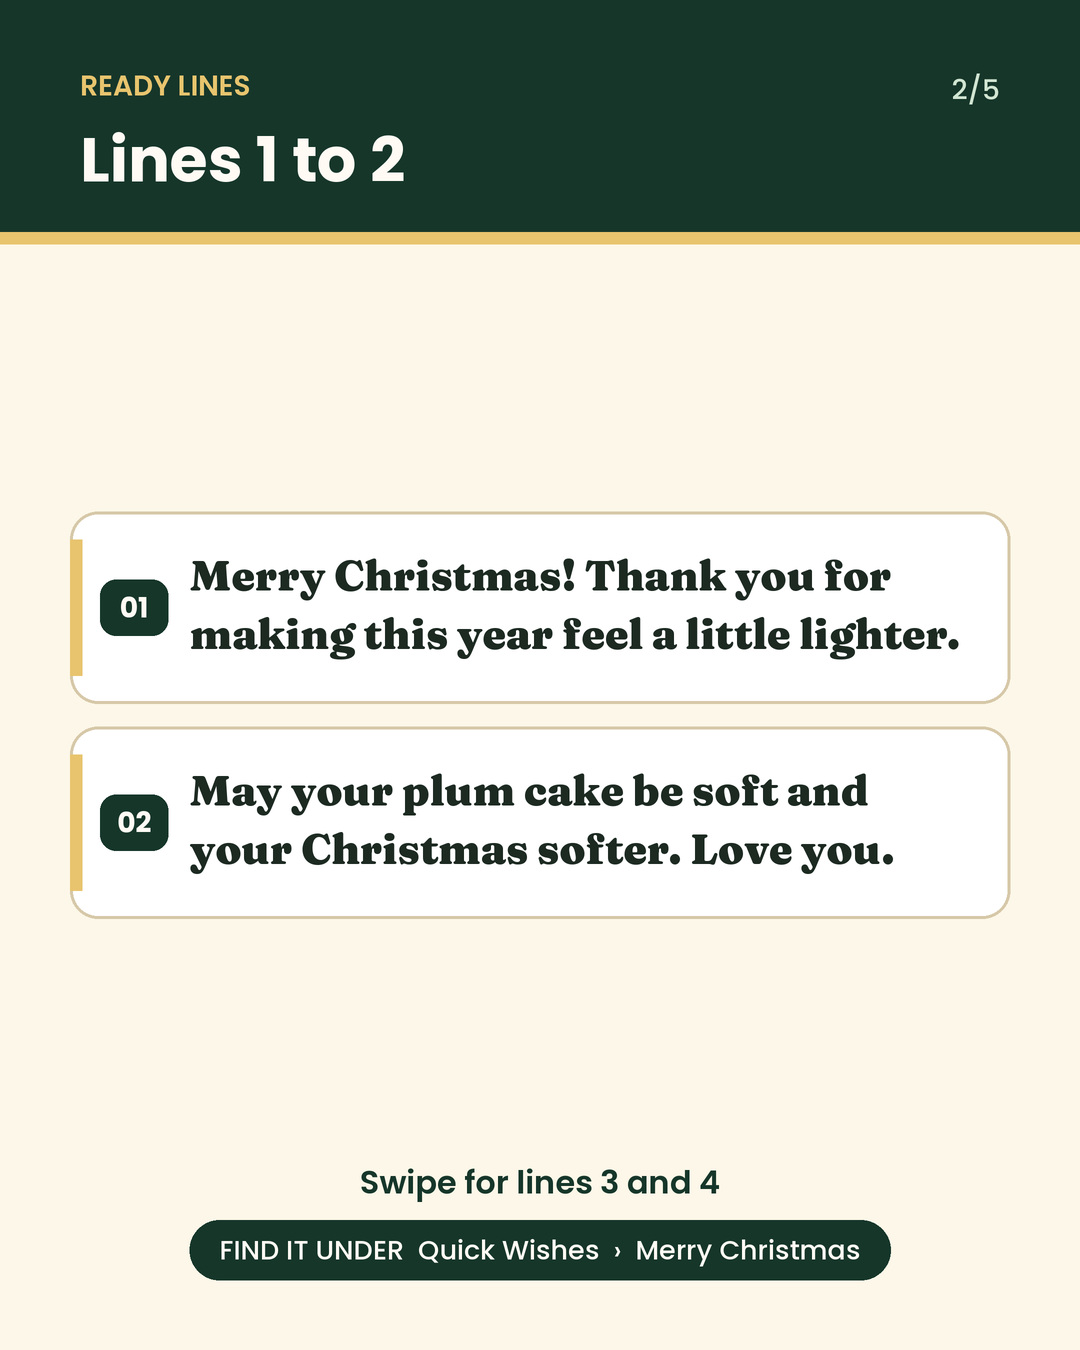 READY LINES
2/5
Lines 1 to 2
01
Merry Christmas! Thank you for
making this year feel a little lighter.
02
May your plum cake be soft and
your Christmas softer. Love you.
Swipe for lines 3 and 4
FIND IT UNDER Quick Wishes › Merry Christmas